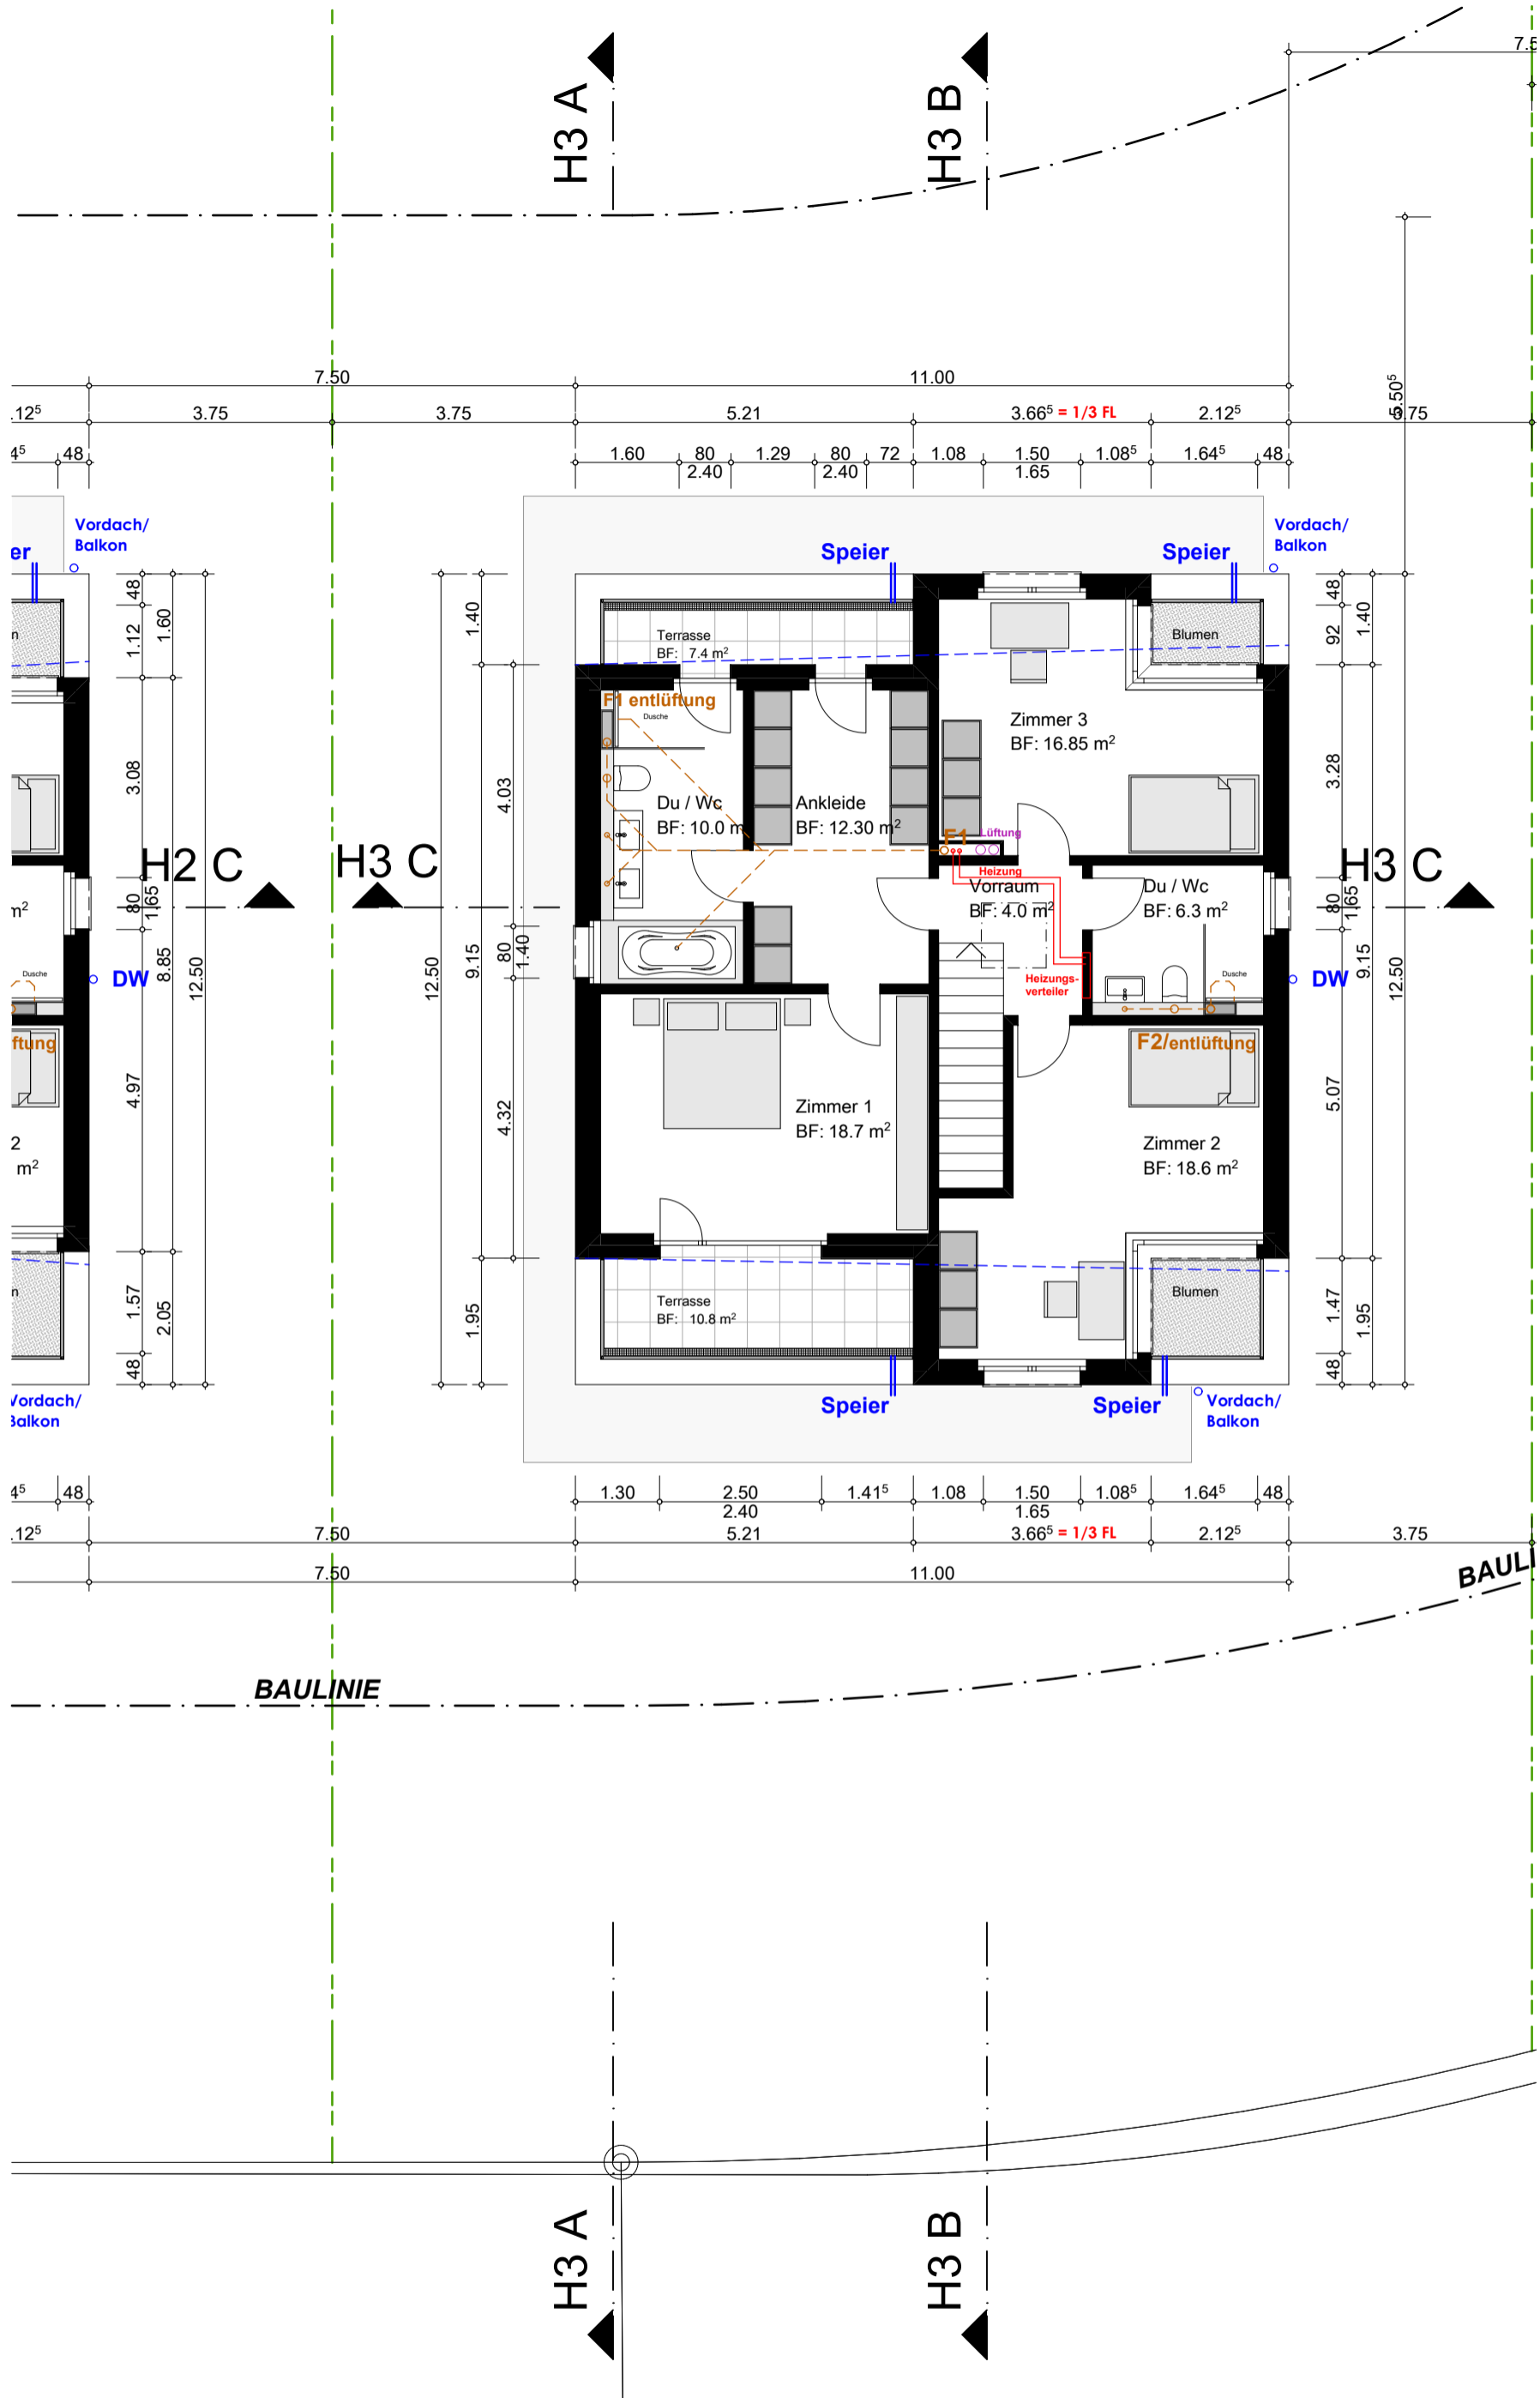 H3 A
H3 B
7.50
11.00
3.75
3.75
5.21
3.66⁵ = 1/3 FL
2.12⁵
3.75
5.50⁵
48
1.60
80
2.40
1.29
80
2.40
72
1.08
1.50
1.65
1.08⁵
1.64⁵
48
Vordach/
Balkon
Speier
Speier
Vordach/
Balkon
48
1.12
1.60
3.08
80
1.65
8.85
12.50
4.97
1.57
2.05
48
12.50
1.40
9.15
1.95
4.03
80
1.40
4.32
48
92
1.40
3.28
80
1.65
9.15
12.50
5.07
1.47
1.95
48
Terrasse
BF: 7.4 m²
Blumen
F1 entlüftung
Dusche
Zimmer 3
BF: 16.85 m²
Du / Wc
BF: 10.0 m
Ankleide
BF: 12.30 m²
F1
Lüftung
Heizung
H2 C
H3 C
H3 C
Vorraum
BF: 4.0 m²
Du / Wc
BF: 6.3 m²
m²
Dusche
DW
Heizungs-
verteiler
Dusche
DW
F2/entlüftung
Zimmer 1
BF: 18.7 m²
Zimmer 2
BF: 18.6 m²
2
m²
Terrasse
BF: 10.8 m²
Blumen
Speier
Speier
Vordach/
Balkon
Vordach/
Balkon
48
1.30
2.50
2.40
1.41⁵
1.08
1.50
1.65
1.08⁵
1.64⁵
48
7.50
5.21
3.66⁵ = 1/3 FL
2.12⁵
3.75
7.50
11.00
BAULI
BAULINIE
H3 A
H3 B